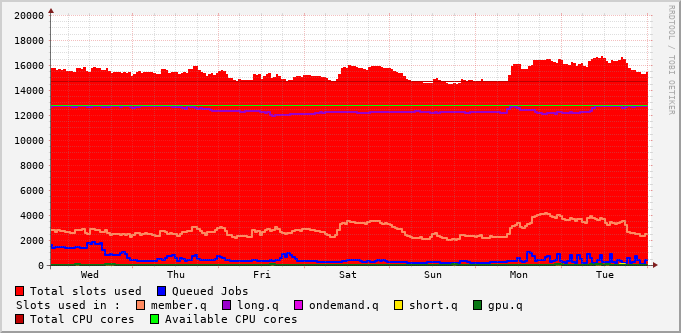 RRDTOOL / TOBI OETIKER
20000
18000
16000
14000
12000
10000
8000
6000
4000
2000
0
Wed Thu Fri Sat Sun Mon Tue
Total slots used Queued Jobs
Slots used in : member.q long.q ondemand.q short.q gpu.q
Total CPU cores Available CPU cores